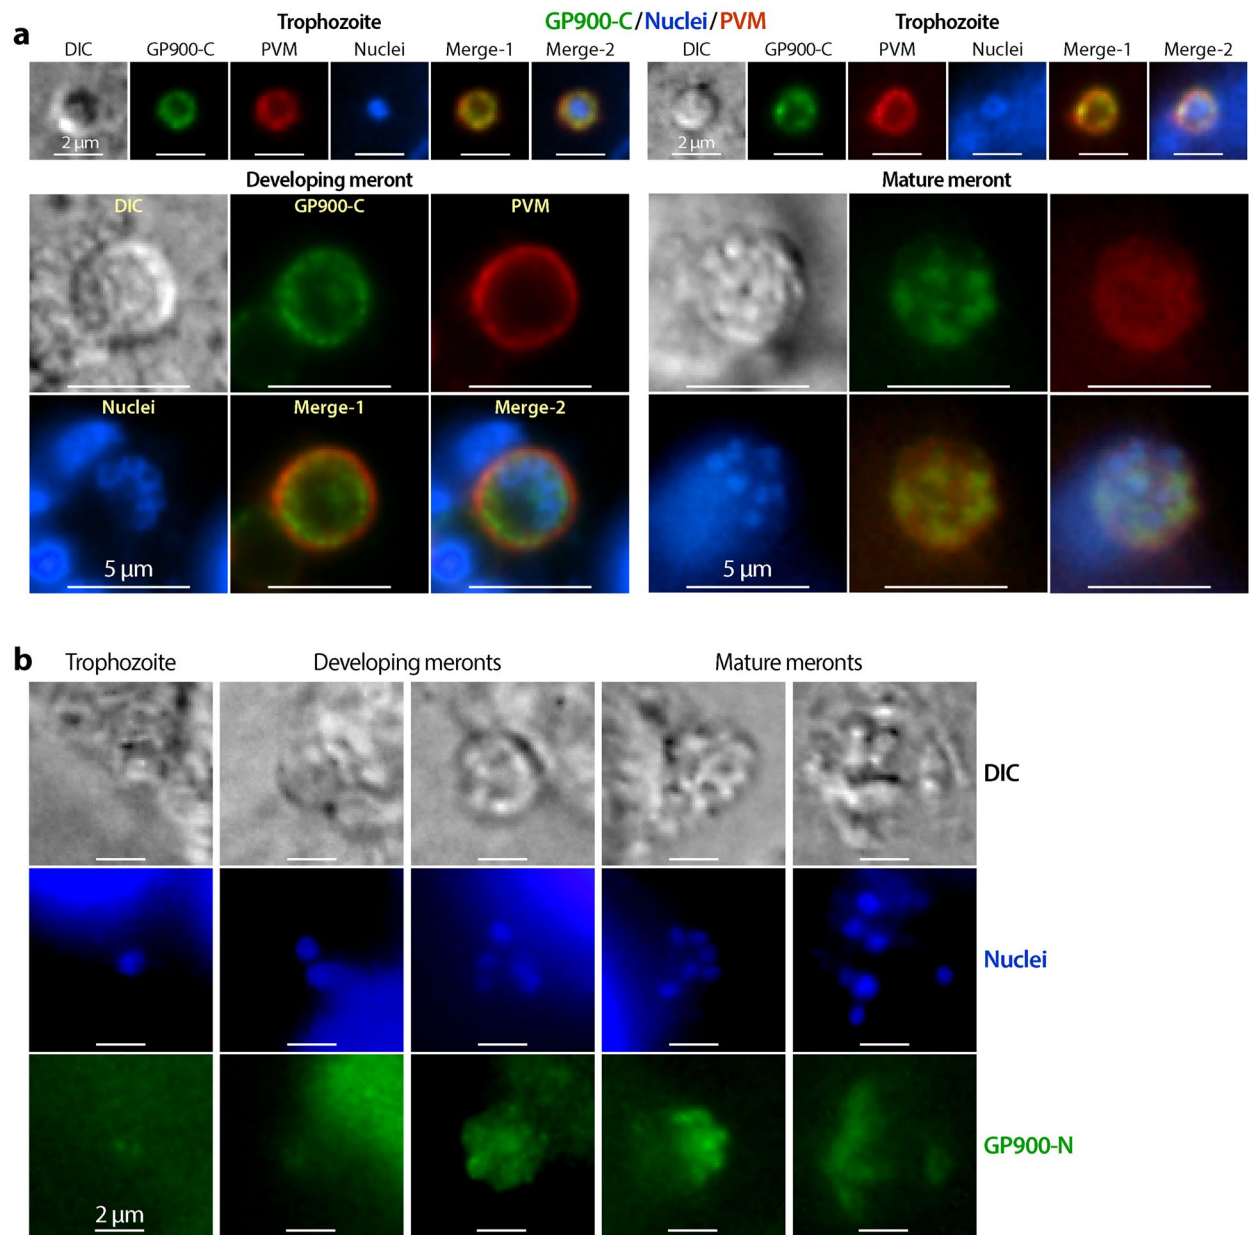 a
Trophozoite GP900-C/Nuclei/PVM Trophozoite
DIC GP900-C PVM Nuclei Merge-1 Merge-2 DIC GP900-C PVM Nuclei Merge-1 Merge-2
2 μm 2 μm
Developing meront Mature meront
DIC GP900-C PVM
Nuclei Merge-1 Merge-2
5 μm 5 μm
b
Trophozoite Developing meronts Mature meronts
DIC
Nuclei
GP900-N
2 μm